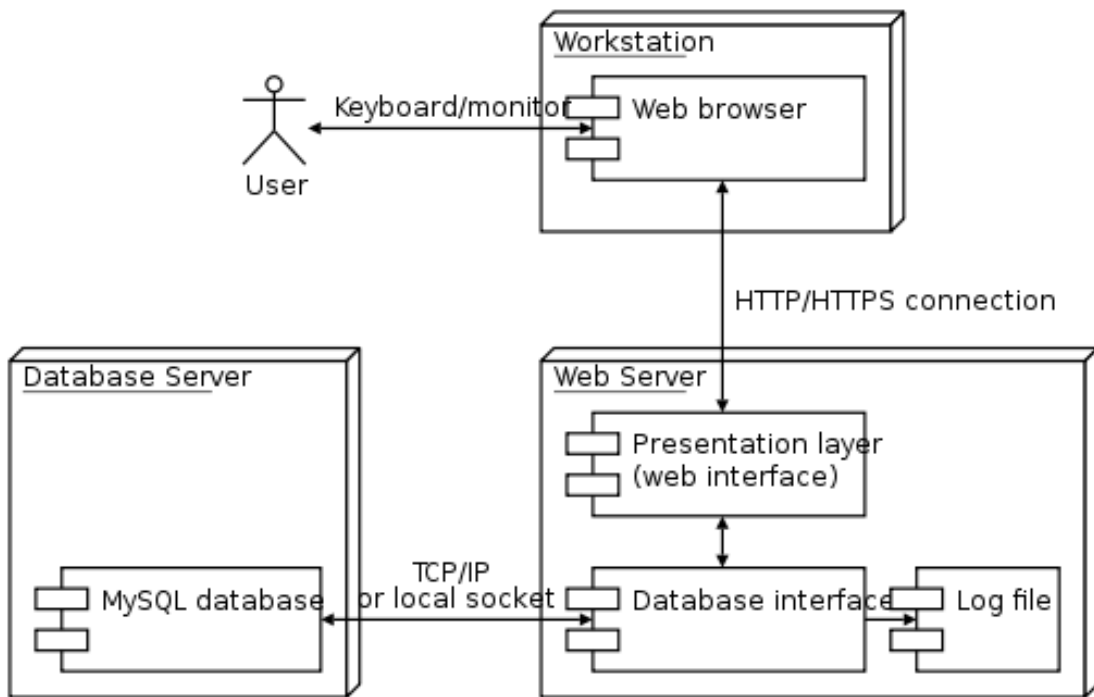 Workstation
Keyboard/monitor
Web browser
User
HTTP/HTTPS connection
Database Server
Web Server
Presentation layer
(web interface)
TCP/IP
or local socket
MySQL database
Database interface
Log file